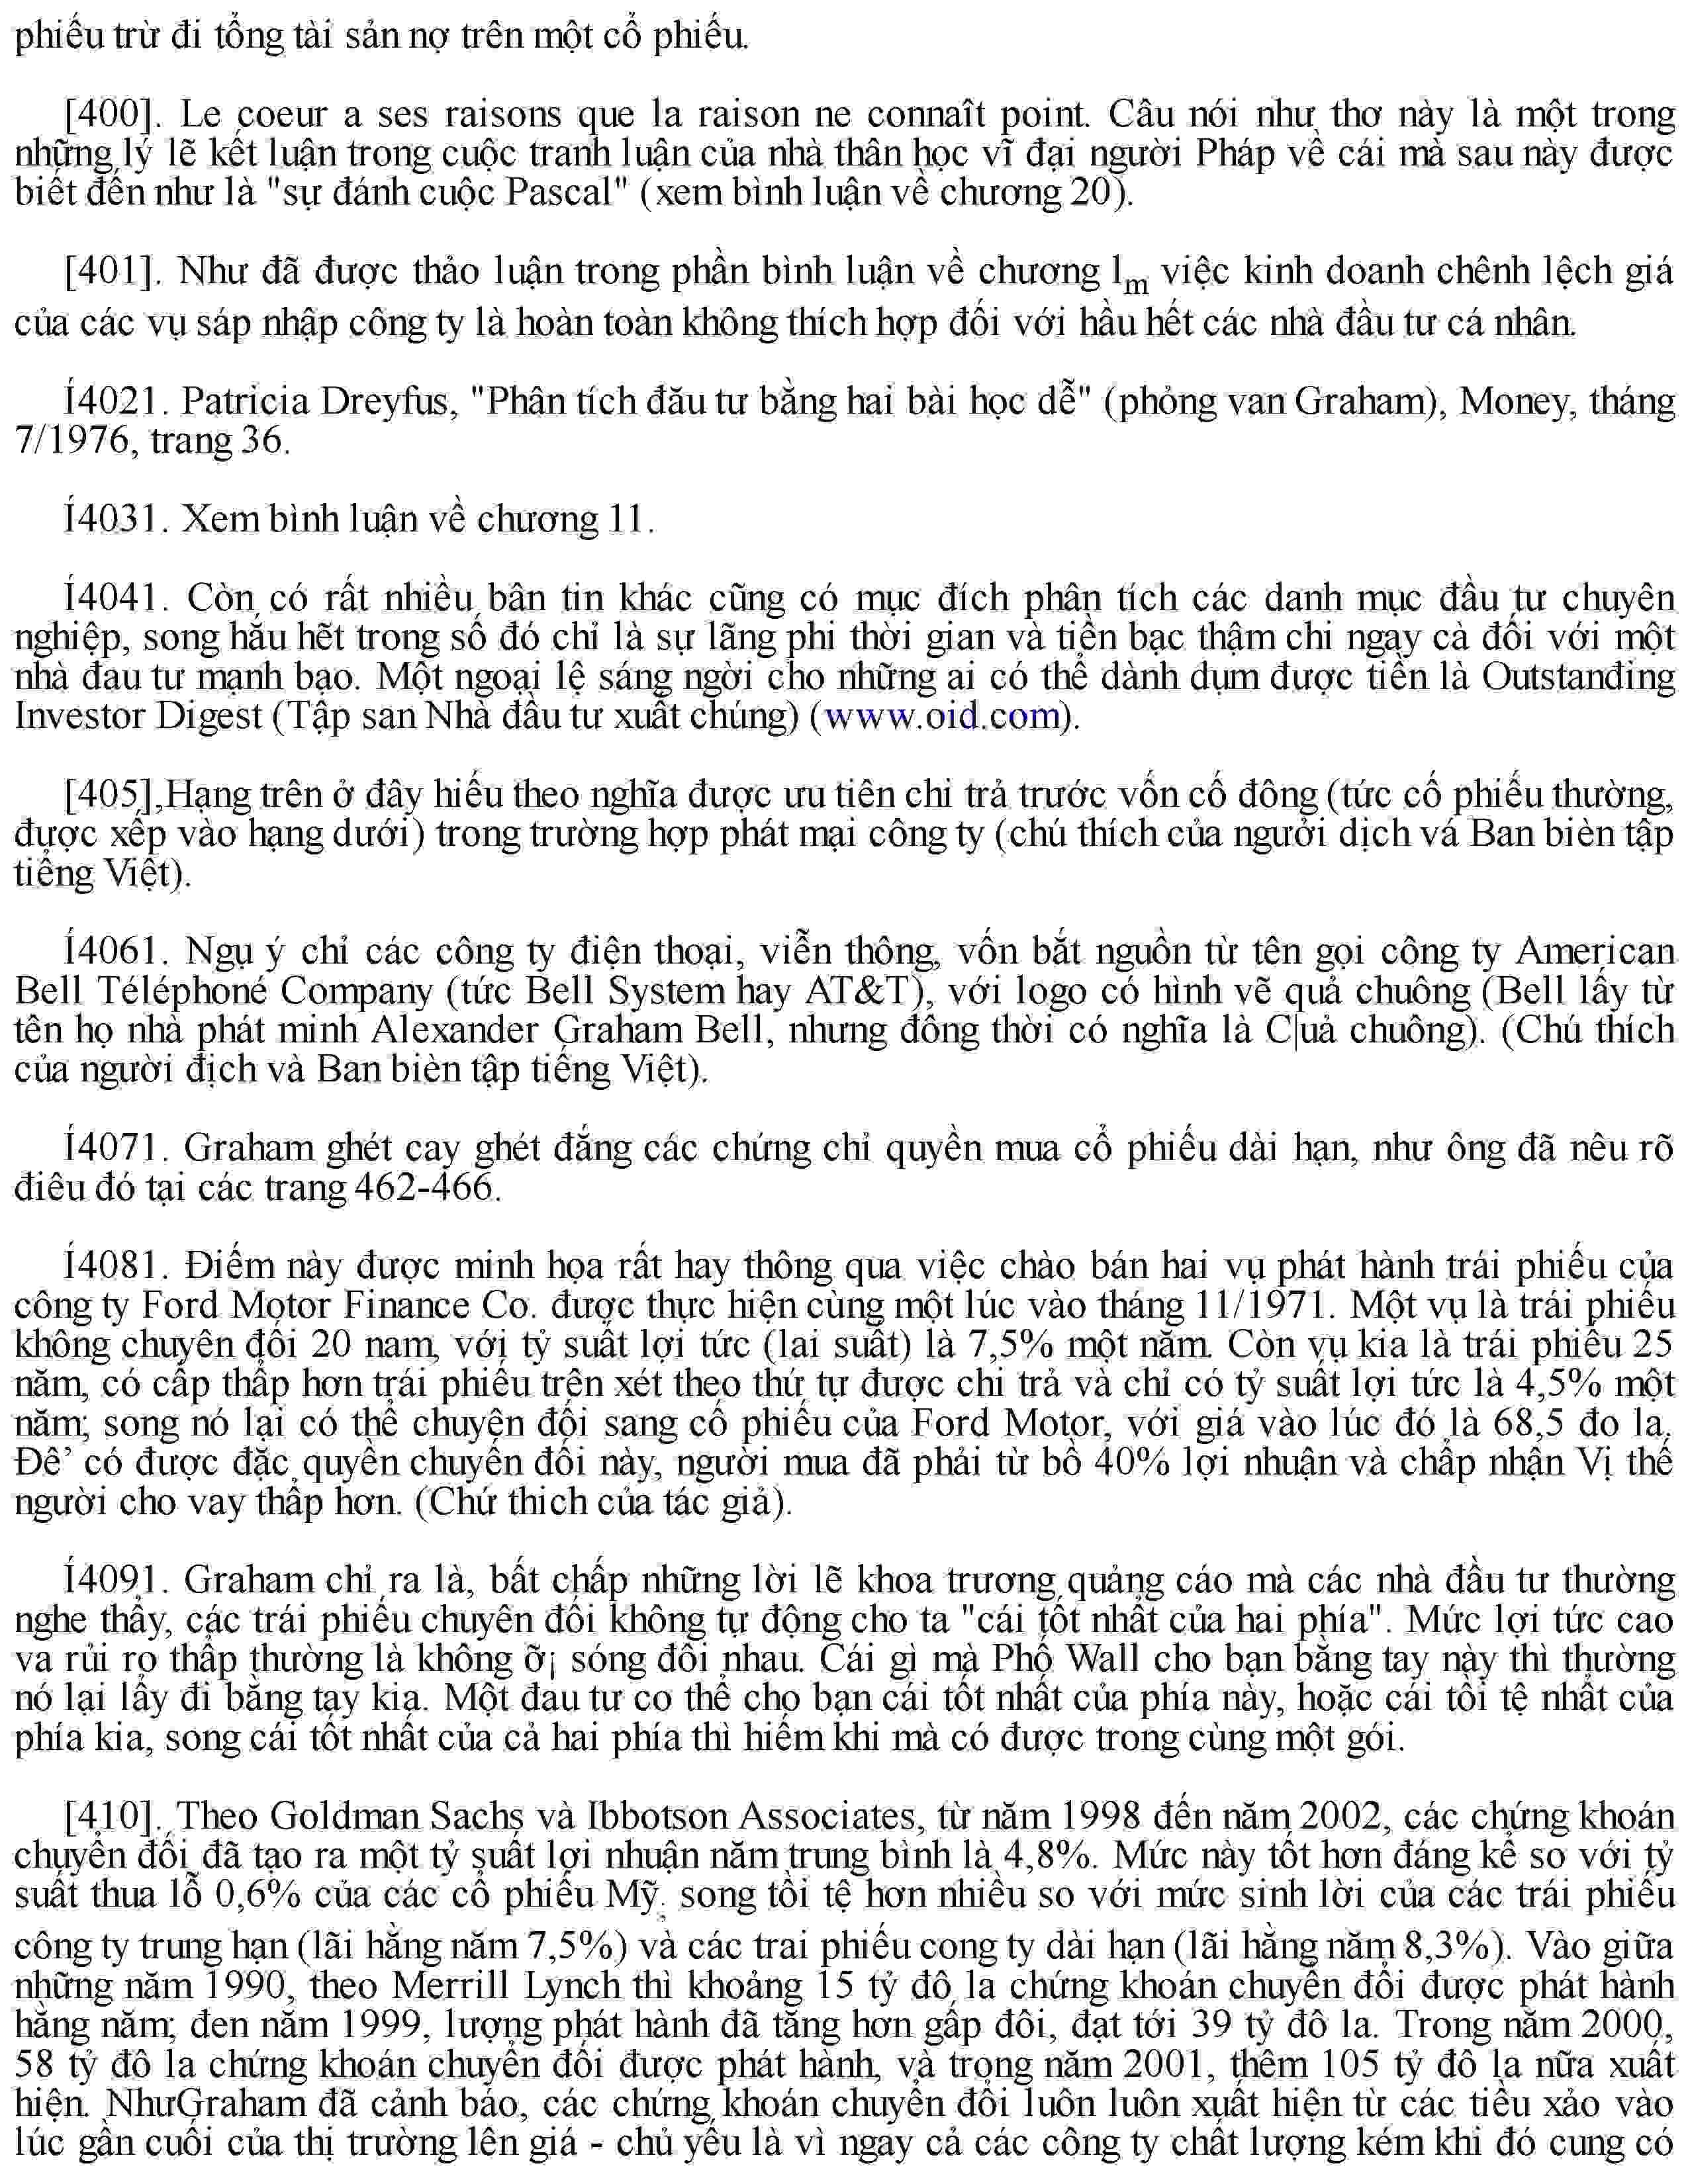 phiếu trừ đi tổng tài sản nợ trên một cổ phiếu.
[400]. Le coeur a ses raisons que la raison ne connaît point. Câu nói như thơ này là một trong
những lý lẽ kết luận trong cuộc tranh luận của nhà thần học vĩ đại người Pháp về cái mà sau này được
biết đến như là "sự đánh cuộc Pascal" (xem bình luận về chương 20).
[401]. Như đã được thảo luận trong phần bình luận về chương lm việc kinh doanh chênh lệch giá
của các vụ sáp nhập công ty là hoàn toàn không thích hợp đối với hầu hết các nhà đầu tư cá nhân.
Í4021. Patricia Dreyfus, "Phân tích đău tư bằng hai bài học dễ" (phỏng van Graham), Money, tháng
7/1976, trang 36.
Í4031. Xem bình luận về chương 11.
Í4041. Còn có rất nhiều bân tin khác cũng có mục đích phân tích các danh mục đầu tư chuyên
nghiệp, song hẩu hẽt trong số đó chỉ là sự lãng phi thời gian và tiền bạc thậm chi ngay cà đối với một
nhà đau tư mạnh bạo. Một ngoại lệ sáng ngời cho những ai có thể dành dụm được tiền là Outstanđing
Investor Digest (Tập san Nhà đầu tư xuất chúng) (www.oid.com).
[405],Hạng trên ở đây hiếu theo nghĩa được ưu tiên chi trả trước vốn cố đông (tức cố phiếu thường,
được xếp vào hạng dưới) trong trường hợp phát mại công ty (chú thích của người dịch vá Ban bièn tập
tiếng Việt).
Í4061. Ngụ ý chỉ các công ty điện thoại, viễn thông, vốn bắt nguồn từ tên gọi công ty American
Bell Téléphoné Company (tức Bell System hay AT&T), với logo có hình vẽ quả chuông (Bell lấy từ
tên họ nhà phát minh Alexander Graham Bell, nhưng đồng thời có nghĩa là C|uả chuông). (Chú thích
của người địch và Ban bièn tập tiếng Việt).
Í4071. Graham ghét cay ghét đắng các chứng chỉ quyền mua cổ phiếu dài hạn, như ông đã nêu rõ
điêu đó tại các trang 462-466.
Í4081. Điếm này được minh họa rất hay thông qua việc chào bán hai vụ phát hành trái phiếu của
công ty Ford Motor Finance Co. được thực hiện cùng một lúc vào tháng 11/1971. Một vụ là trái phiếu
không chuyên đối 20 nam, với tỷ suất lợi tức (lai suất) là 7,5% một năm. Còn vụ kia là trái phiếu 25
năm, có cấp thấp hơn trái phiếu trên xét theo thứ tự được chi trả và chỉ có tỷ suất lợi tức là 4,5% một
năm; song nó lại có thể chuyện đối sang cố phiếu của Ford Motor, với giá vào lúc đó là 68,5 đo la.
Đê’ có được đặc quyền chuyến đối này, người mua đã phải từ bỏ 40% lợi nhuận và chấp nhận Vị thế
người cho vay thấp hơn. (Chứ thich của tác giả).
Í4091. Graham chỉ ra là, bất chấp những lời lẽ khoa trương quảng cáo mà các nhà đầu tư thường
nghe thấy, các trái phiếu chuyên đối không tự động cho ta "cái tốt nhất của hai phía". Mức lợi tức cao
va rủi ro thấp thường là không ỡ¡ sóng đôi nhau. Cái gì mà Phố Wall cho bạn bằng tay này thì thường
nó lại lấy đi bằng tay kia. Một đau tư co thể cho bạn cái tốt nhất của phía này, hoặc cái tồi tệ nhất của
phía kia, song cái tốt nhất của cả hai phía thì hiếm khi mà có được trong cùng một gói.
[410]. Theo Goldman Sachs và Ibbotson Associates, từ năm 1998 đến năm 2002, các chứng khoán
chuyển đổi đã tạo ra một tỷ suất lợi nhuận năm trung bình là 4,8%. Mức này tốt hơn đáng kể so với tỷ
suất thua lỗ 0,6% của các cổ phiếu Mỹ; song tồi tệ hơn nhiều so với mức sinh lời của các trái phiếu
công ty trung hạn (lãi hằng năm 7,5%) và các trai phiếu cong ty dài hạn (lãi hằng năm 8,3%). Vào giữa
những năm 1990, theo Merrill Lynch thì khoảng 15 tỷ đô la chứng khoán chuyển đổi được phát hành
hằng năm; đen năm 1999, lượng phát hành đã tăng hơn gấp đôi, đạt tới 39 tỷ đô la. Trong năm 2000,
58 tỷ đô la chứng khoán chuyển đổi được phát hành, và trong năm 2001, thêm 105 tỷ đô la nữa xuất
hiện. NhưGraham đã cảnh báo, các chứng khoán chuyển đổi luôn luôn xuất hiện từ các tiểu xảo vào
lúc gần cuối của thị trường lên giá - chủ yếu là vì ngay cả các công ty chất lượng kém khi đó cung có